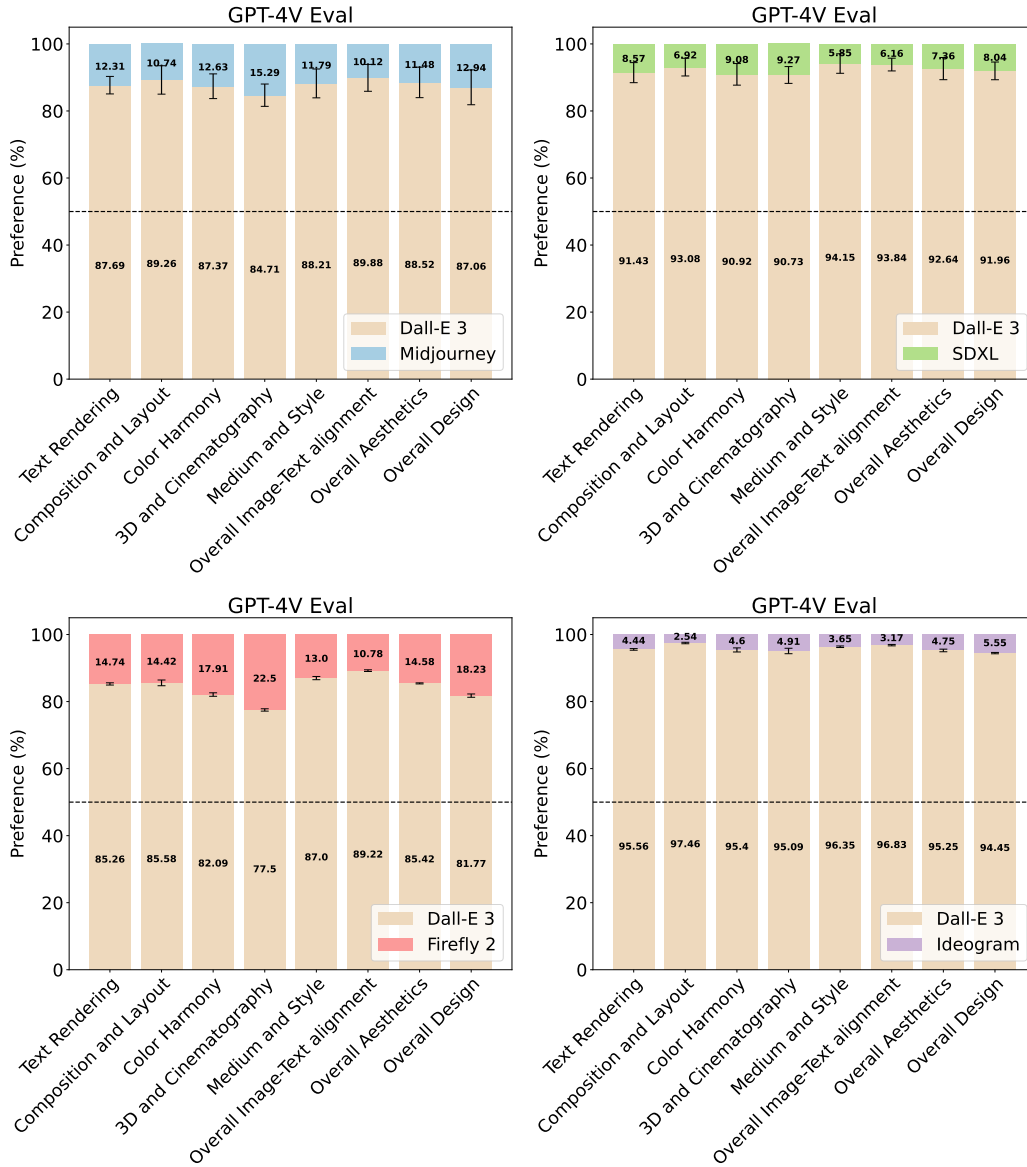 GPT-4V Eval
Preference (%)
100
80
60
40
20
0
12.31 10.74 12.63 15.29 11.79 10.12 11.48 12.94
87.69 89.26 87.37 84.71 88.21 89.88 88.52 87.06
Dall-E 3
Midjourney
Text Rendering
Composition and Layout
Color Harmony
3D and Cinematography
Medium and Style
Overall Image-Text alignment
Overall Aesthetics
Overall Design
GPT-4V Eval
Preference (%)
100
80
60
40
20
0
8.57 6.92 9.08 9.27 5.85 6.16 7.36 8.04
91.43 93.08 90.92 90.73 94.15 93.84 92.64 91.96
Dall-E 3
SDXL
Text Rendering
Composition and Layout
Color Harmony
3D and Cinematography
Medium and Style
Overall Image-Text alignment
Overall Aesthetics
Overall Design
GPT-4V Eval
Preference (%)
100
80
60
40
20
0
14.74 14.42 17.91 22.5 13.0 10.78 14.58 18.23
85.26 85.58 82.09 77.5 87.0 89.22 85.42 81.77
Dall-E 3
Firefly 2
Text Rendering
Composition and Layout
Color Harmony
3D and Cinematography
Medium and Style
Overall Image-Text alignment
Overall Aesthetics
Overall Design
GPT-4V Eval
Preference (%)
100
80
60
40
20
0
4.44 2.54 4.6 4.91 3.65 3.17 4.75 5.55
95.56 97.46 95.4 95.09 96.35 96.83 95.25 94.45
Dall-E 3
Ideogram
Text Rendering
Composition and Layout
Color Harmony
3D and Cinematography
Medium and Style
Overall Image-Text alignment
Overall Aesthetics
Overall Design